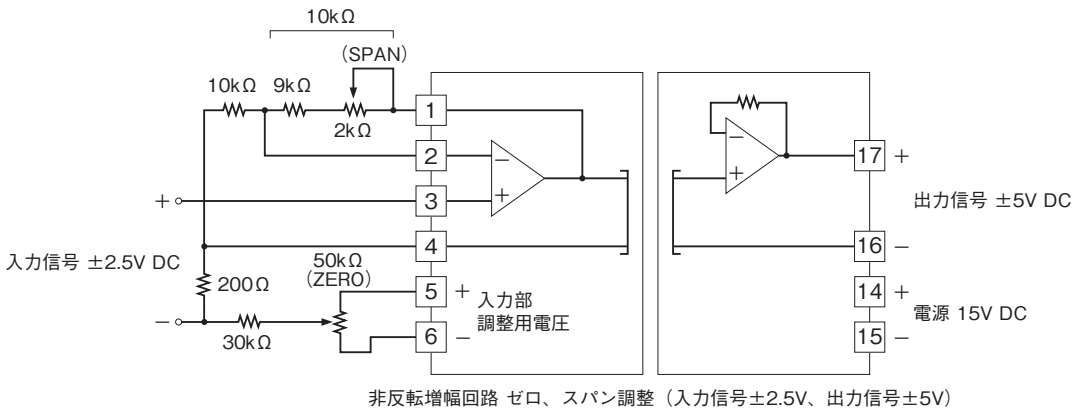 10kΩ
(SPAN)
10kΩ
9kΩ
2kΩ
1
2
3
4
5
6
+
−
+
−
−
+
17
+
出力信号 ±5V DC
16
−
14
+
電源 15V DC
15
−
+
入力信号 ±2.5V DC
−
200Ω
30kΩ
50kΩ
(ZERO)
入力部
調整用電圧
非反転増幅回路 ゼロ、スパン調整（入力信号±2.5V、出力信号±5V）